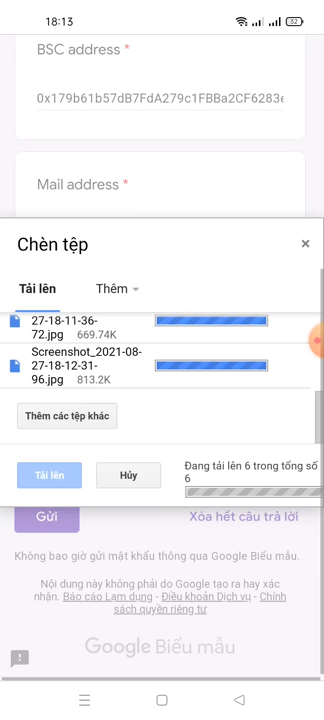 18:13
52
BSC address *
0x179b61b57dB7FdA279c1FBBa2CF6283
Mail address *
Chèn tệp
×
Tải lên
Thêm
27-18-11-36-
72.jpg 669.74K
Screenshot_2021-08-
27-18-12-31-
96.jpg 813.2K
Thêm các tệp khác
Tải lên
Hủy
Đang tải lên 6 trong tổng số
6
Gửi
Xóa hết câu trả lời
Không bao giờ gửi mật khẩu thông qua Google Biểu mẫu.
Nội dung này không phải do Google tạo ra hay xác
nhận. Báo cáo Lạm dụng - Điều khoản Dịch vụ - Chính
sách quyền riêng tư
Google Biểu mẫu